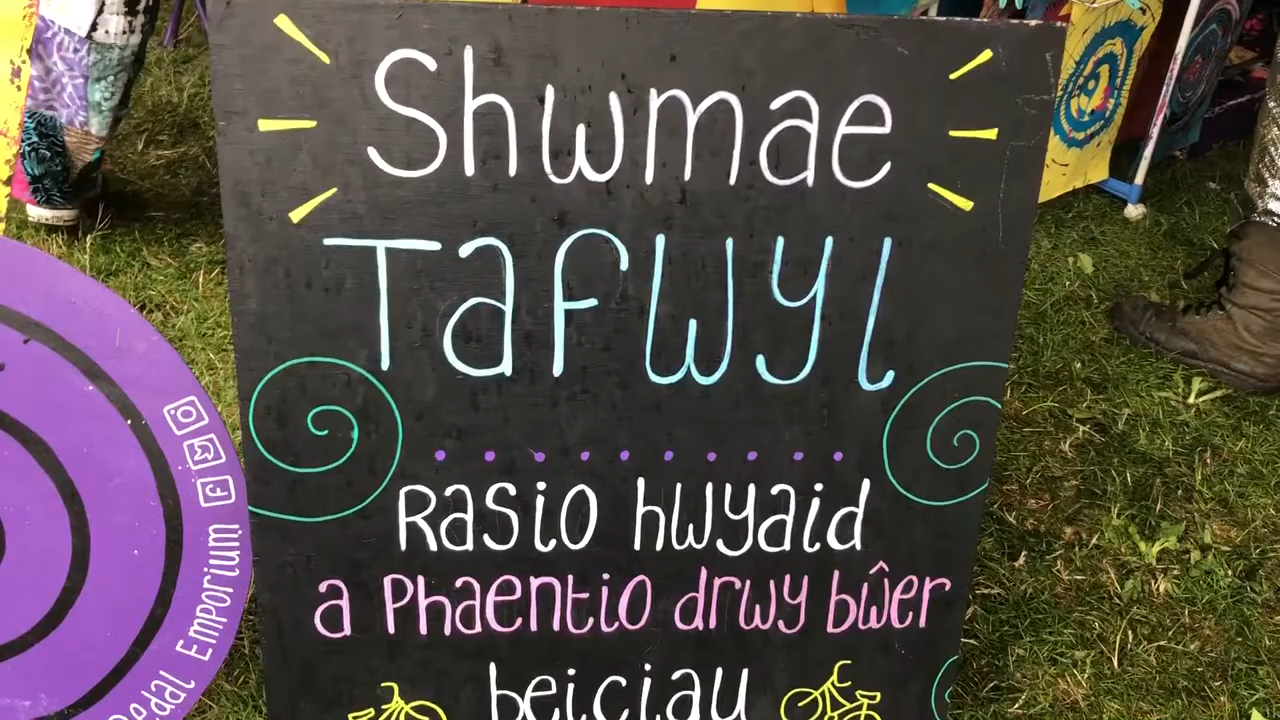 Shwmae
Tafwyl
Rasio hwyaid
a Phaentio drwy bŵer
beiciau
Pedal Emporium